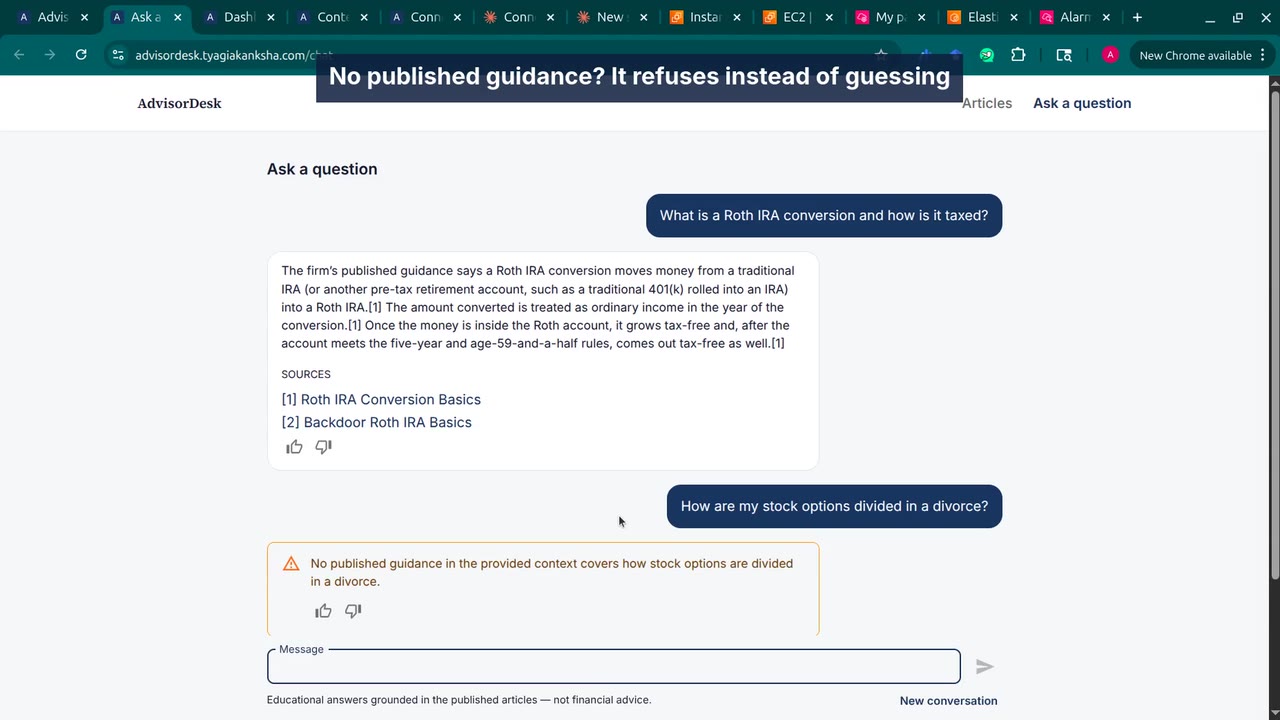 Advis
Ask a
Dashl
Conte
Conn
Conn
New
Instar
EC2 |
My pa
Elasti
Alarm
advisordesk.tyagiakanksha.com/chat
A
New Chrome available
No published guidance? It refuses instead of guessing
AdvisorDesk
Articles
Ask a question
Ask a question
What is a Roth IRA conversion and how is it taxed?
The firm's published guidance says a Roth IRA conversion moves money from a traditional
IRA (or another pre-tax retirement account, such as a traditional 401(k) rolled into an IRA)
into a Roth IRA.[1] The amount converted is treated as ordinary income in the year of the
conversion.[1] Once the money is inside the Roth account, it grows tax-free and, after the
account meets the five-year and age-59-and-a-half rules, comes out tax-free as well.[1]
SOURCES
[1] Roth IRA Conversion Basics
[2] Backdoor Roth IRA Basics
How are my stock options divided in a divorce?
No published guidance in the provided context covers how stock options are divided
in a divorce.
Message
Educational answers grounded in the published articles — not financial advice.
New conversation